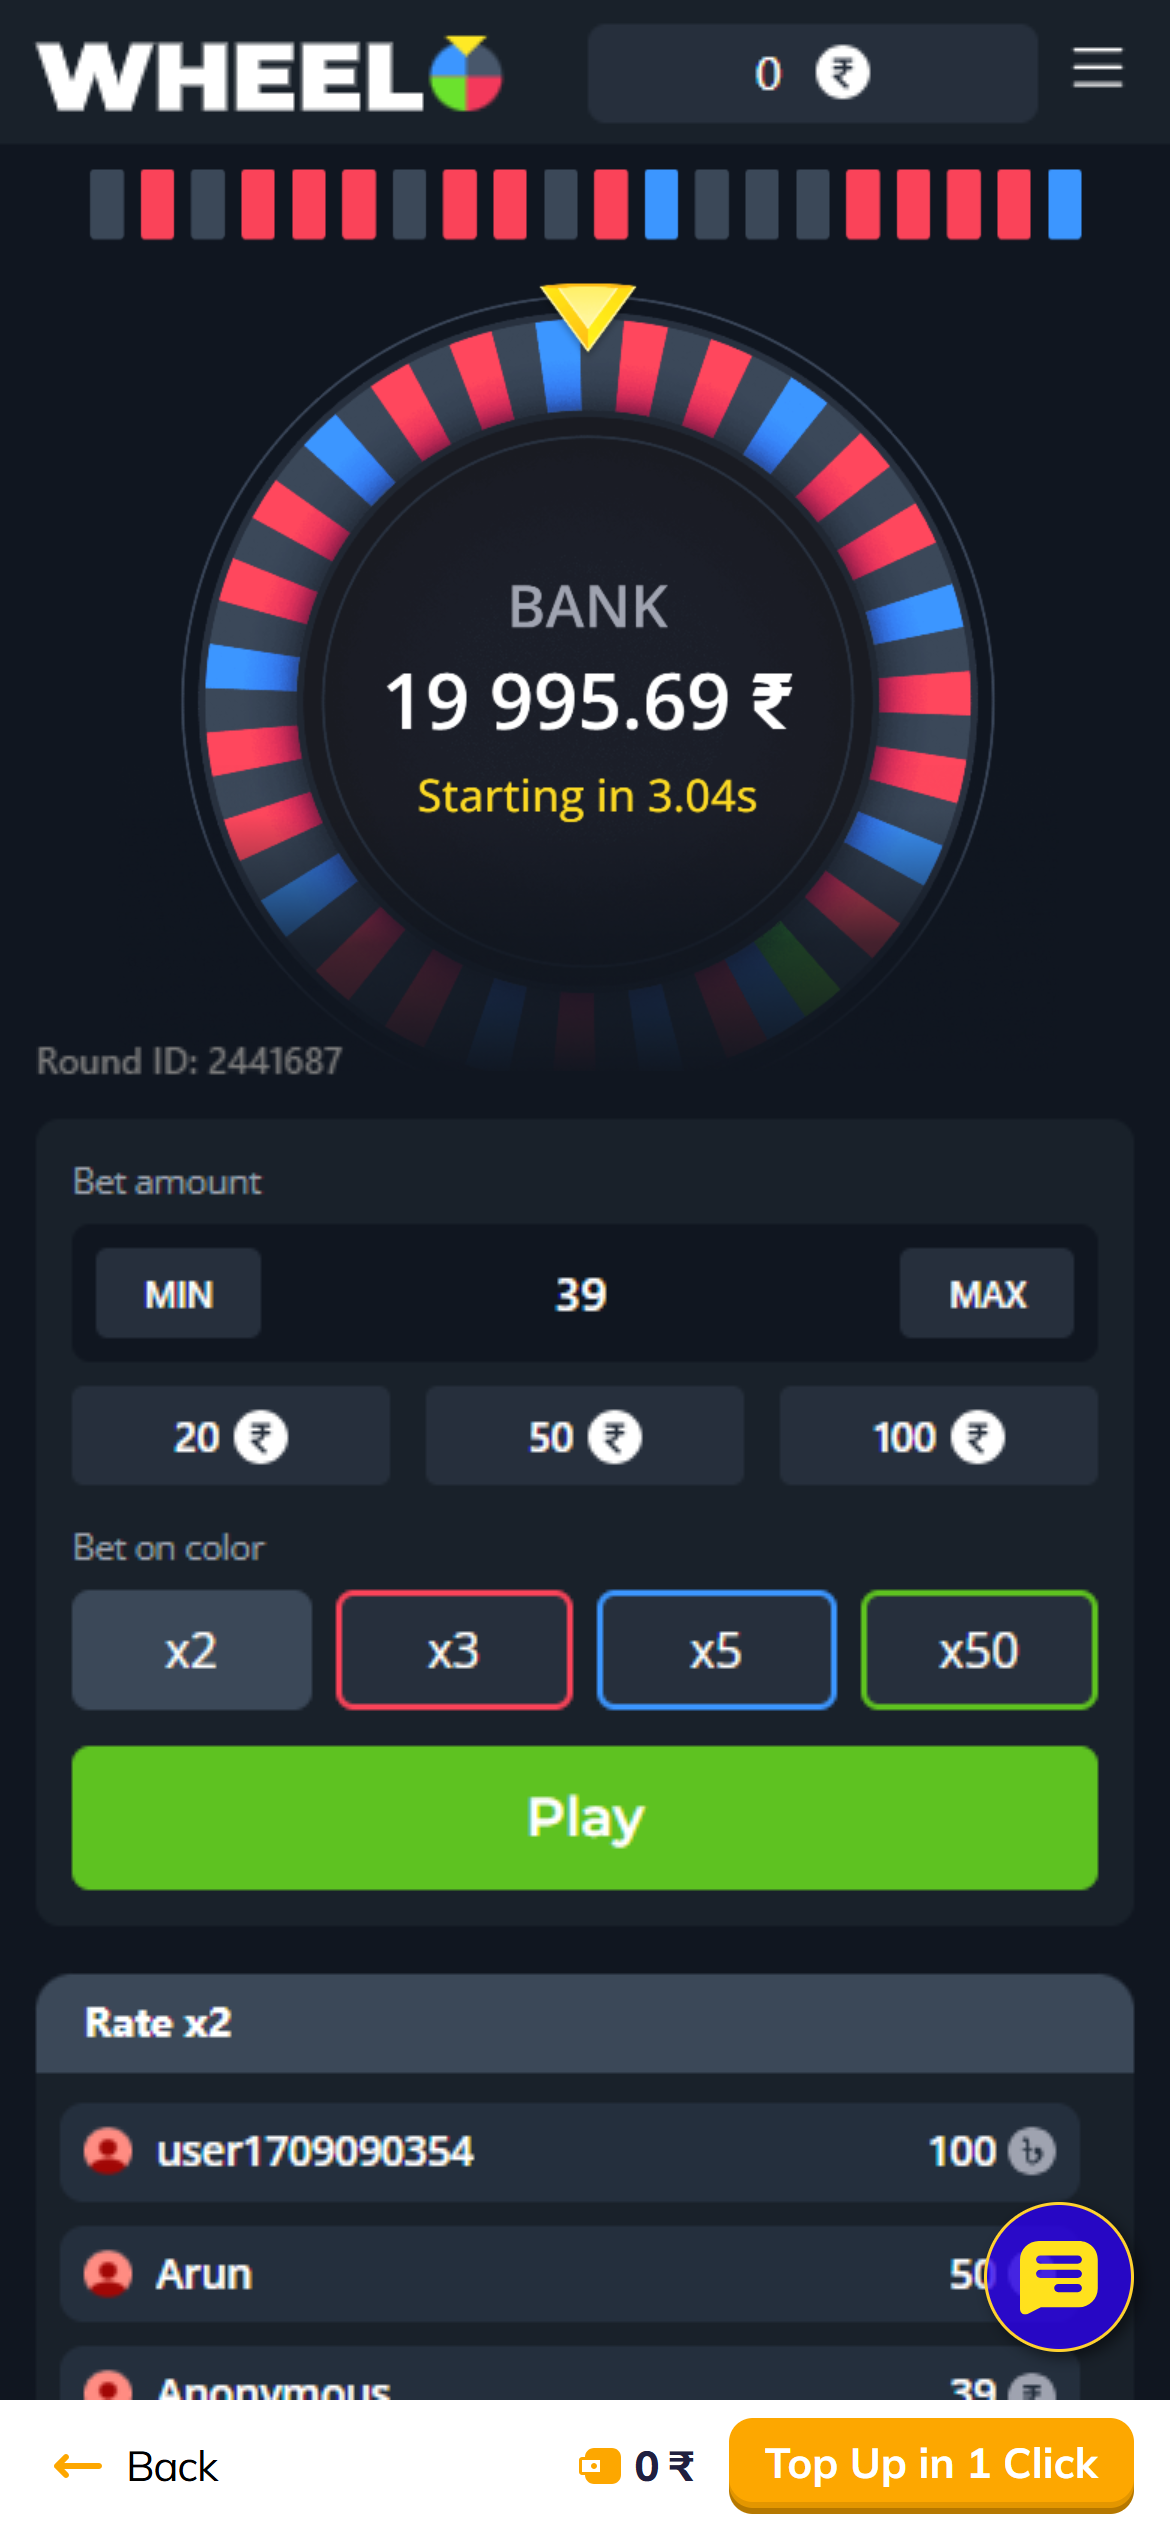 WHEEL
0 ₹
BANK
19 995.69 ₹
Starting in 3.04s
Round ID: 2441687
Bet amount
MIN 39 MAX
20 ₹ 50 ₹ 100 ₹
Bet on color
x2 x3 x5 x50
Play
Rate x2
user1709090354 100 ৳
Arun 50
Anonymous 39 ₹
Back 0 ₹ Top Up in 1 Click